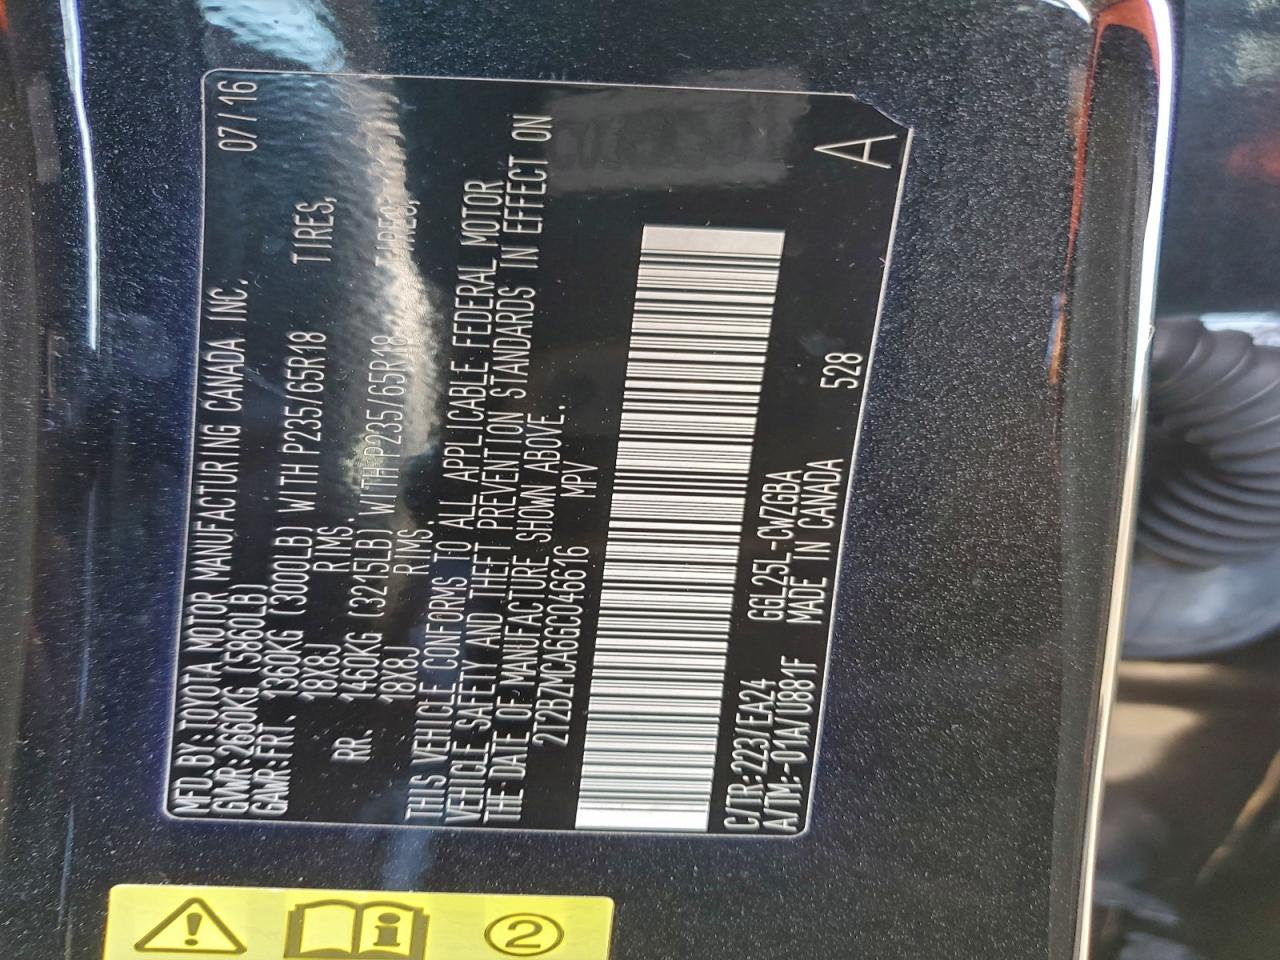 MFD.BY:TOYOTA MOTOR MANUFACTURING CANADA INC. 07/16
GVWR:2660KG (5860LB)
GAWR:FRT. 1360KG (3000LB) WITH P235/65R18 TIRES,
18X8J RIMS.
RR. 1460KG (3215LB) WITH P235/65R18 TIRES,
18X8J RIMS.
THIS VEHICLE CONFORMS TO ALL APPLICABLE FEDERAL MOTOR
VEHICLE SAFETY AND THEFT PREVENTION STANDARDS IN EFFECT ON
THE DATE OF MANUFACTURE SHOWN ABOVE.
2T2BZMCA6GC046616 MPV
C/TR:223/EA24 GGL25L-CWZGBA
A/TM:-01A/U881F MADE IN CANADA 528 A
2